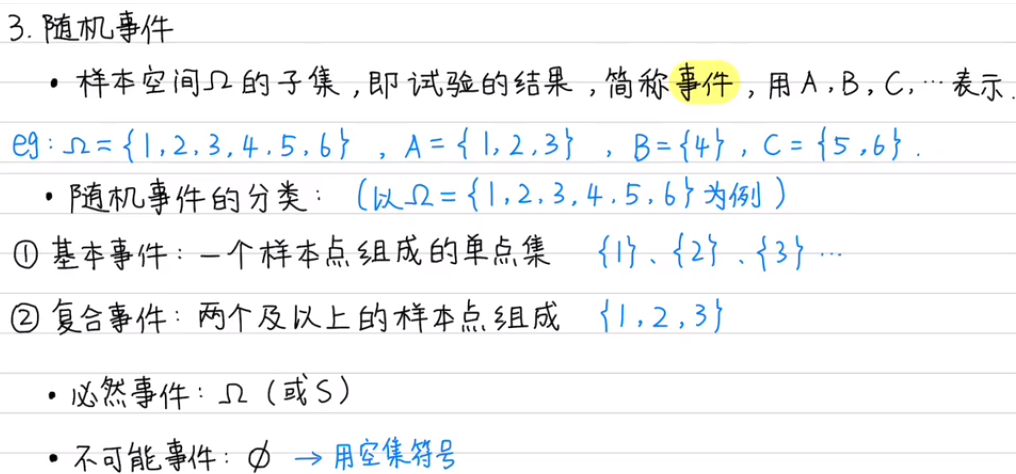 3. 随机事件
• 样本空间Ω的子集,即试验的结果,简称事件,用A,B,C,…表示.
eg:Ω={1,2,3,4,5,6},A={1,2,3},B={4},C={5,6}.
• 随机事件的分类:(以Ω={1,2,3,4,5,6}为例)
① 基本事件:一个样本点组成的单点集 {1}、{2}、{3}…
② 复合事件:两个及以上的样本点组成 {1,2,3}
• 必然事件:Ω(或S)
• 不可能事件:∅ → 用空集符号